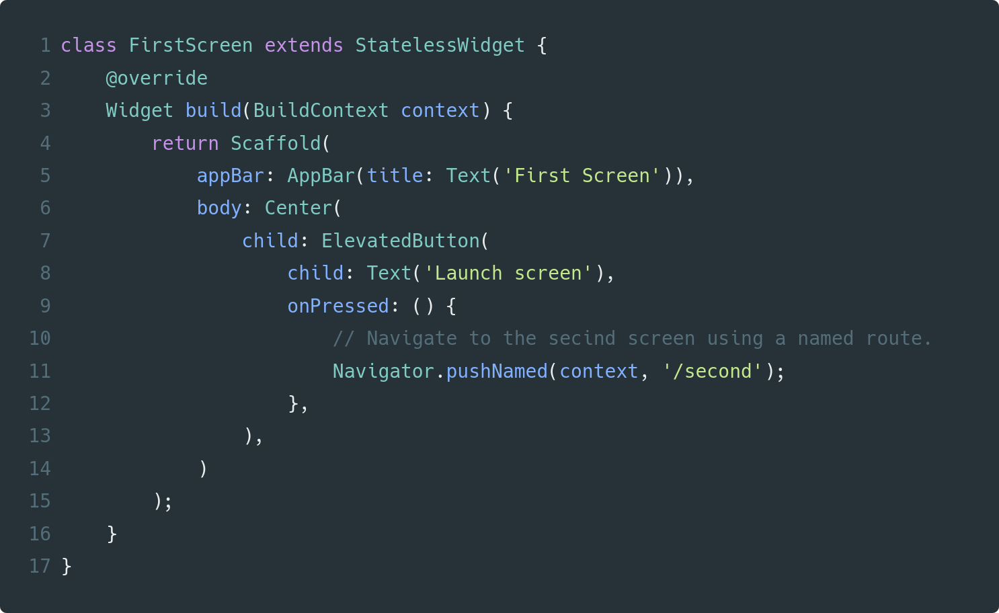 1 class FirstScreen extends StatelessWidget {
2     @override
3     Widget build(BuildContext context) {
4         return Scaffold(
5             appBar: AppBar(title: Text('First Screen')),
6             body: Center(
7                 child: ElevatedButton(
8                     child: Text('Launch screen'),
9                     onPressed: () {
10                         // Navigate to the secind screen using a named route.
11                         Navigator.pushNamed(context, '/second');
12                     },
13                 ),
14             )
15         );
16     }
17 }